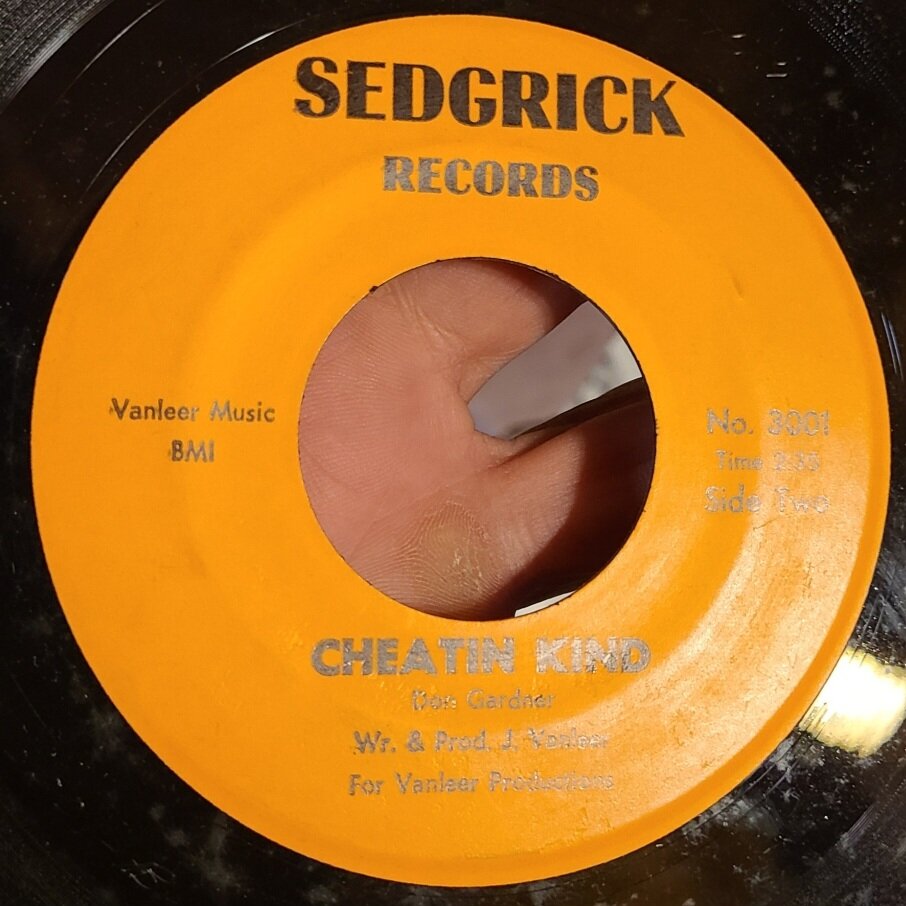 SEDGRICK
RECORDS
Vanleer Music
BMI
No. 3001
Time 2:35
Side Two
CHEATIN KIND
Don Gardner
Wr. & Prod. J. Vanleer
For Vanleer Productions